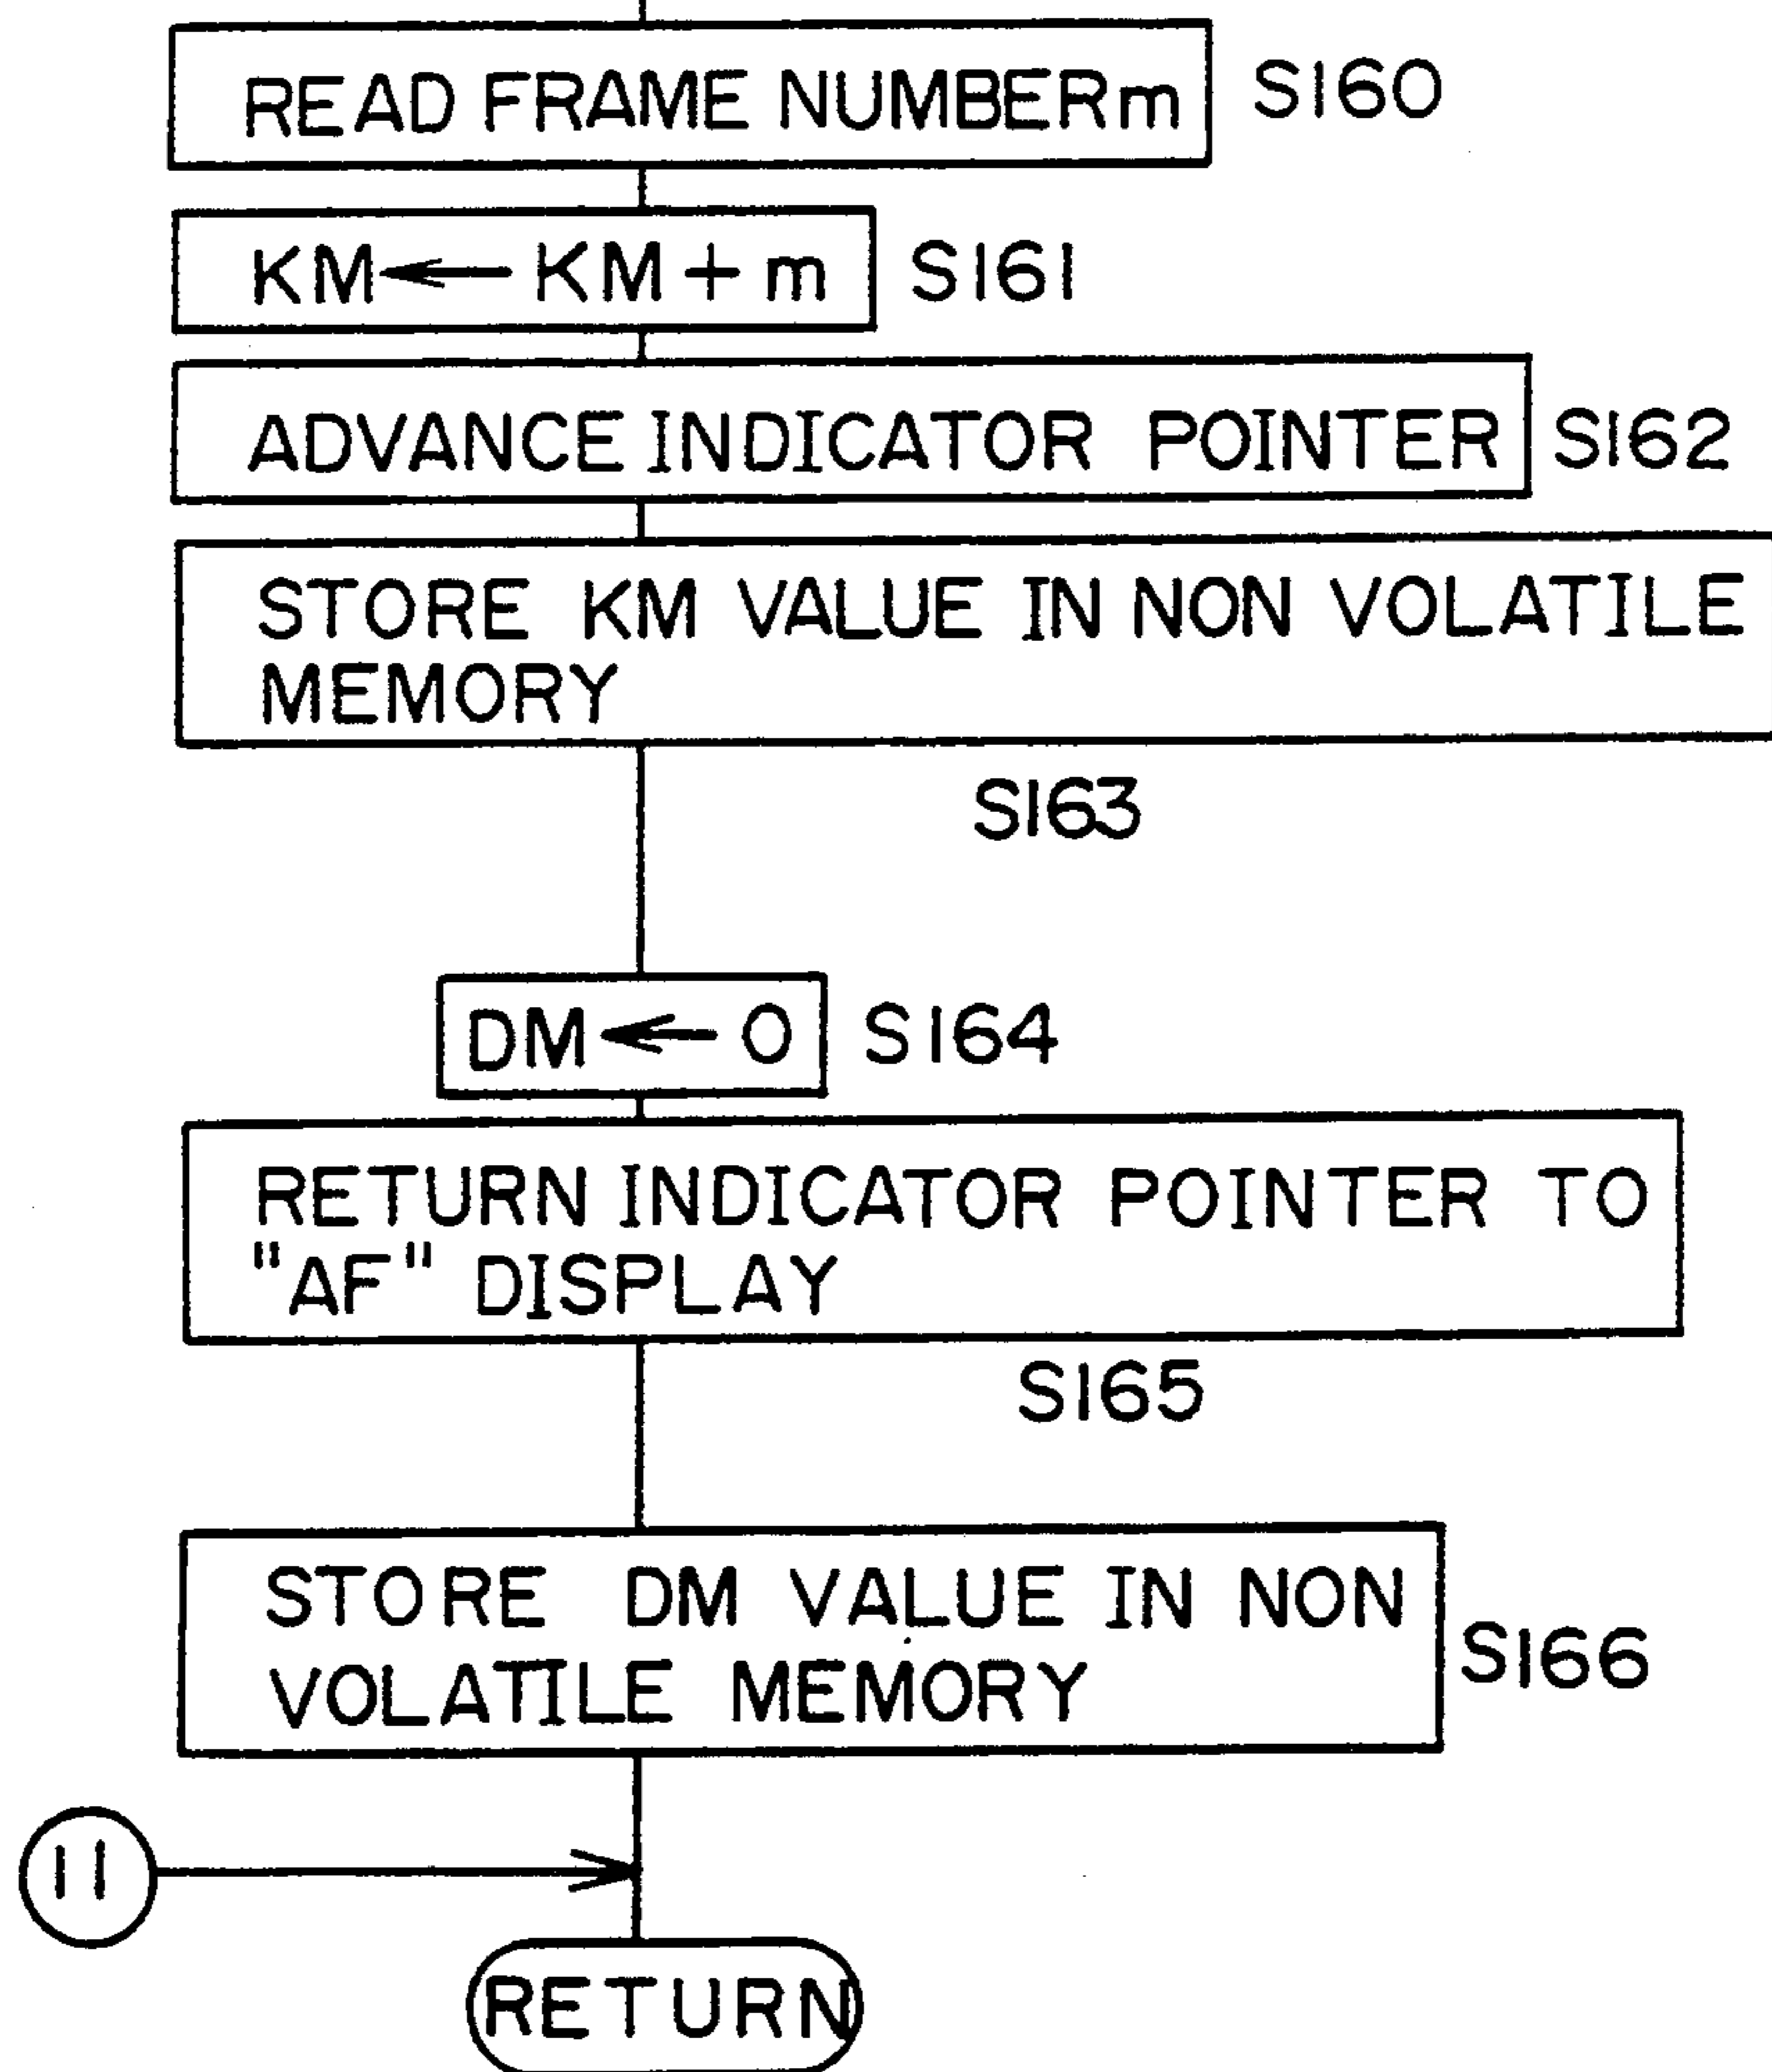 READ FRAME NUMBER m S160
KM ← KM + m S161
ADVANCE INDICATOR POINTER S162
STORE KM VALUE IN NON VOLATILE
MEMORY
S163
DM ← 0 S164
RETURN INDICATOR POINTER TO
"AF" DISPLAY
S165
STORE DM VALUE IN NON
VOLATILE MEMORY S166
11
RETURN